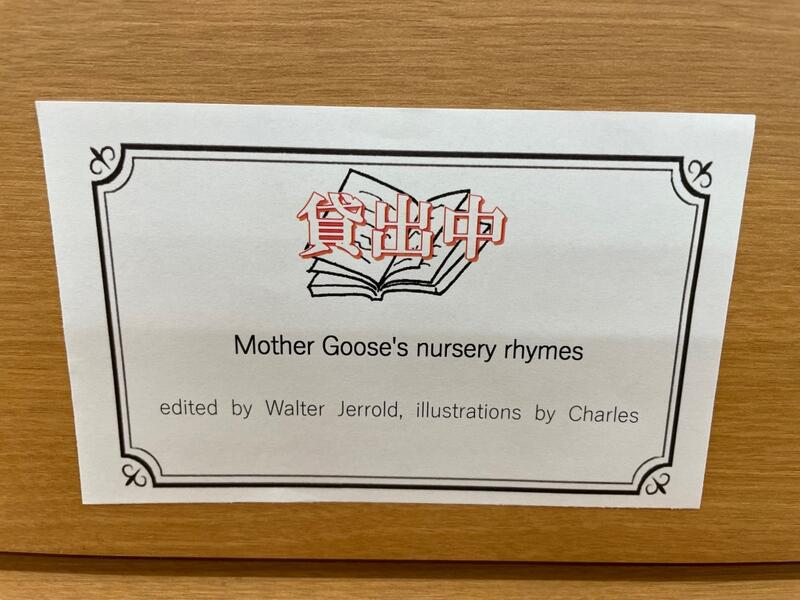 貸出中
Mother Goose's nursery rhymes
edited by Walter Jerrold, illustrations by Charles